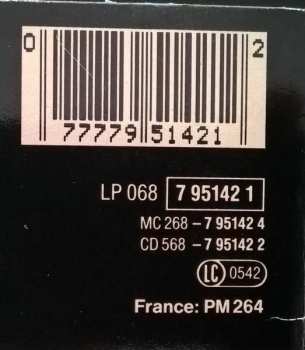 0 77779 51421 2
LP 068 7 95142 1
MC 268 – 7 95142 4
CD 568 – 7 95142 2
LC 0542
France: PM 264